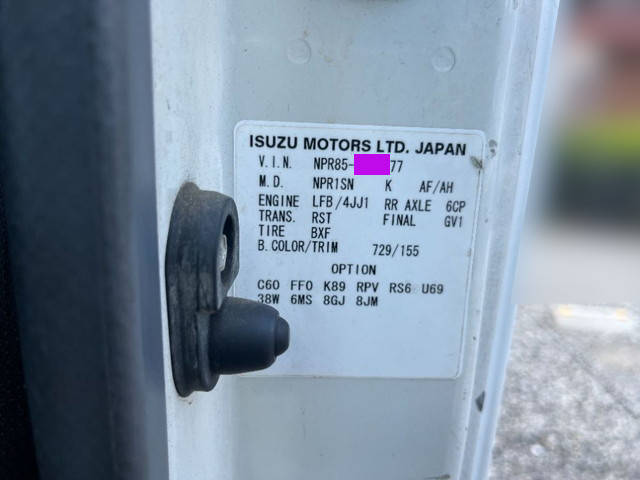 ISUZU MOTORS LTD. JAPAN
V.I.N. NPR85- 77
M.D. NPR1SN K AF/AH
ENGINE LFB/4JJ1 RR AXLE 6CP
TRANS. RST FINAL GV1
TIRE BXF
B.COLOR/TRIM 729/155
OPTION
C60 FF0 K89 RPV RS6 U69
38W 6MS 8GJ 8JM